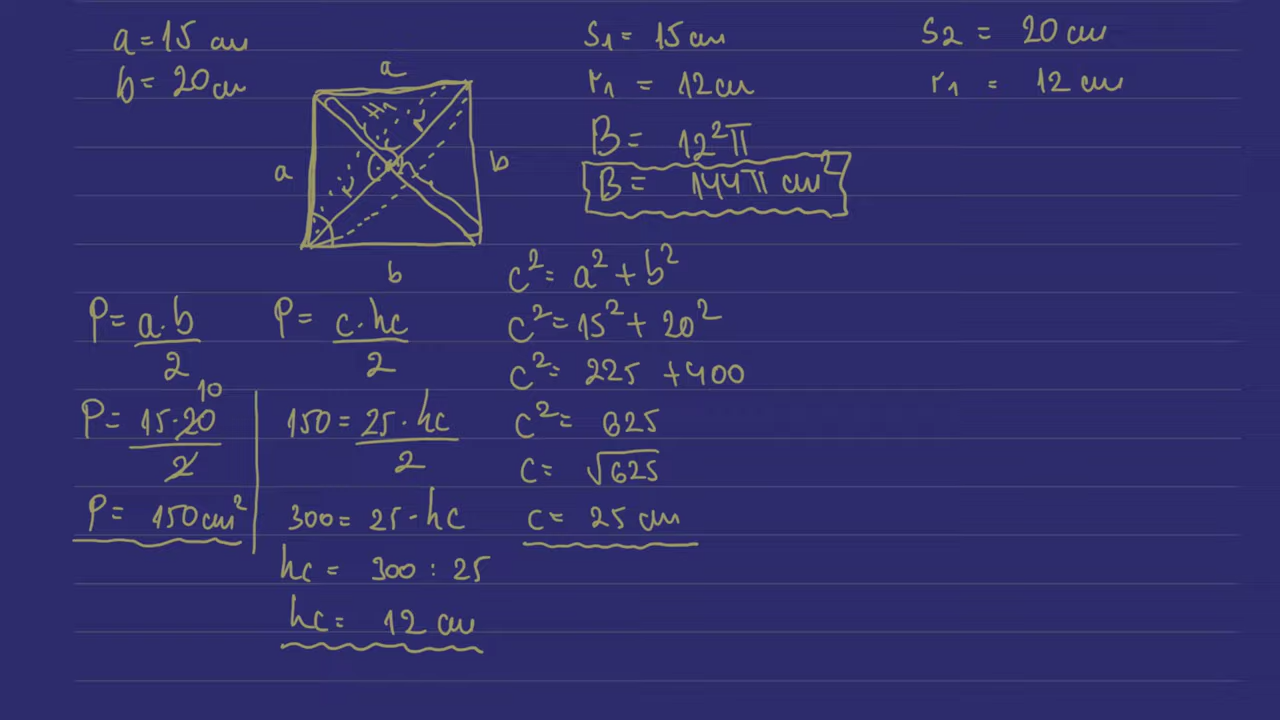 a = 15 cm
b = 20 cm
a
a
b
b
S1 = 15 cm
r1 = 12 cm
B = 12²π
B = 144π cm²
S2 = 20 cm
r1 = 12 cm
P = a·b/2
P = 15·20/2 10
P = 150 cm²
P = c·hc/2
150 = 25·hc/2
300 = 25·hc
hc = 300 : 25
hc = 12 cm
c² = a² + b²
c² = 15² + 20²
c² = 225 + 400
c² = 625
c = √625
c = 25 cm